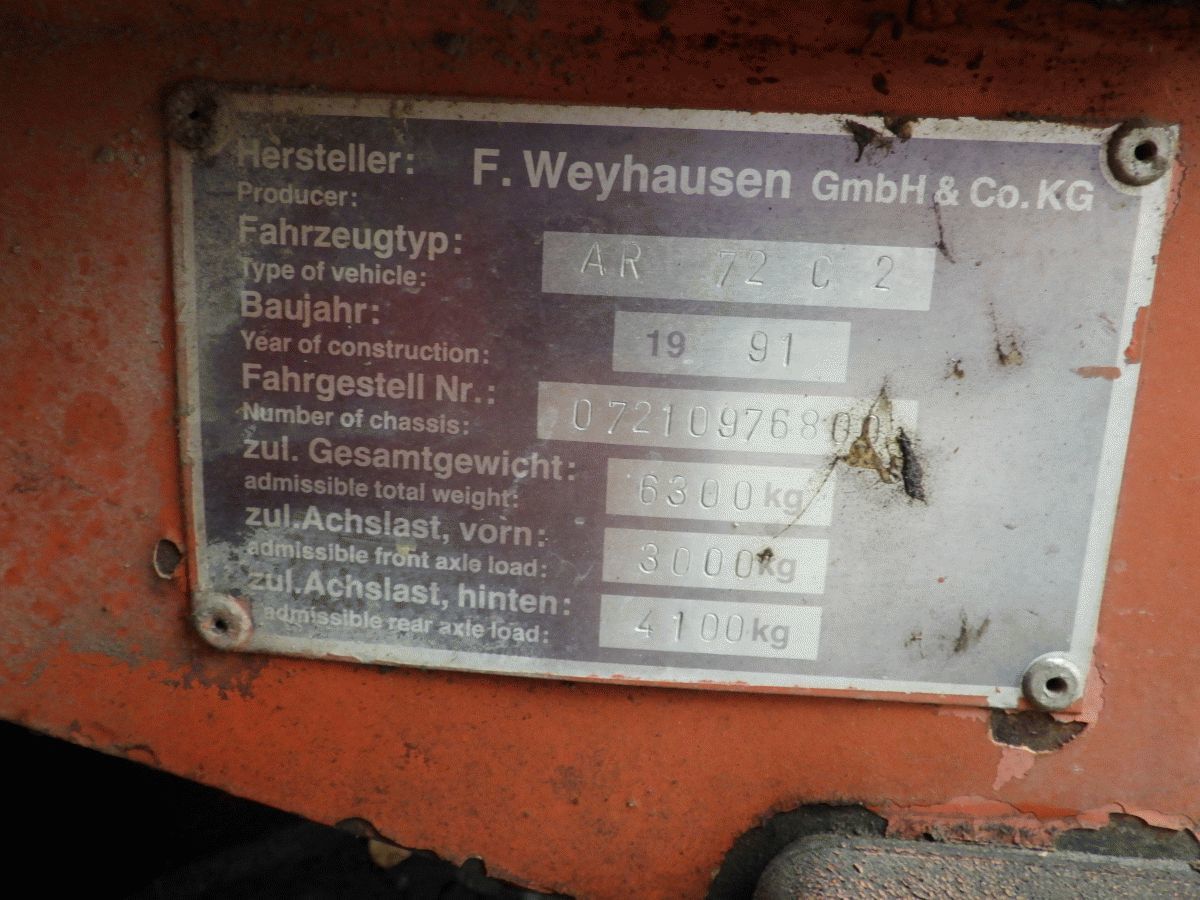 Hersteller: F. Weyhausen GmbH & Co. KG
Producer:
Fahrzeugtyp: AR 72 C 2
Type of vehicle:
Baujahr: 19 91
Year of construction:
Fahrgestell Nr.:
Number of chassis:
zul. Gesamtgewicht: 6300 kg
admissible total weight:
zul. Achslast, vorn: 3000 kg
admissible front axle load:
zul. Achslast, hinten: 4100 kg
admissible rear axle load: